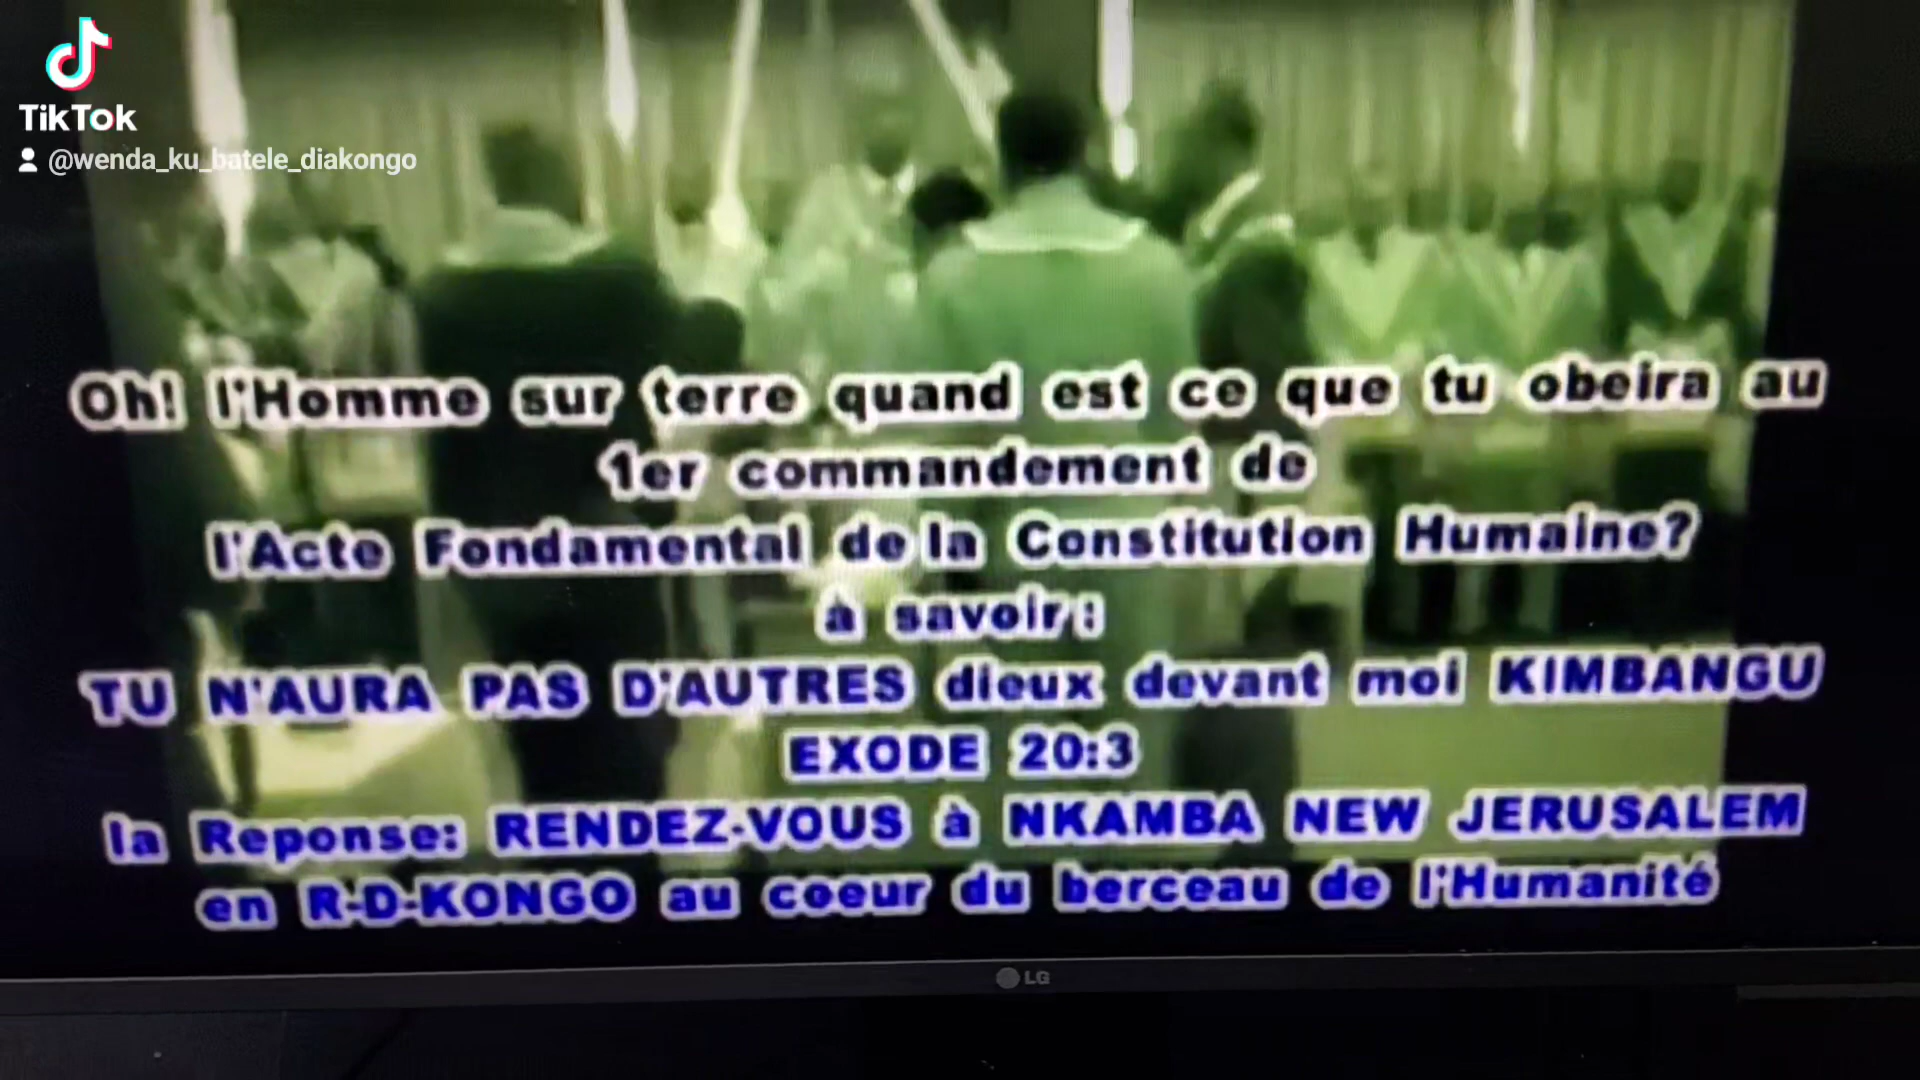 TikTok
@wenda_ku_batele_diakongo
Oh! l'Homme sur terre quand est ce que tu obeira au
1er commandement de
l'Acte Fondamental de la Constitution Humaine?
à savoir :
TU N'AURA PAS D'AUTRES dieux devant moi KIMBANGU
EXODE 20:3
la Reponse: RENDEZ-VOUS à NKAMBA NEW JERUSALEM
en R-D-KONGO au coeur du berceau de l'Humanité
LG